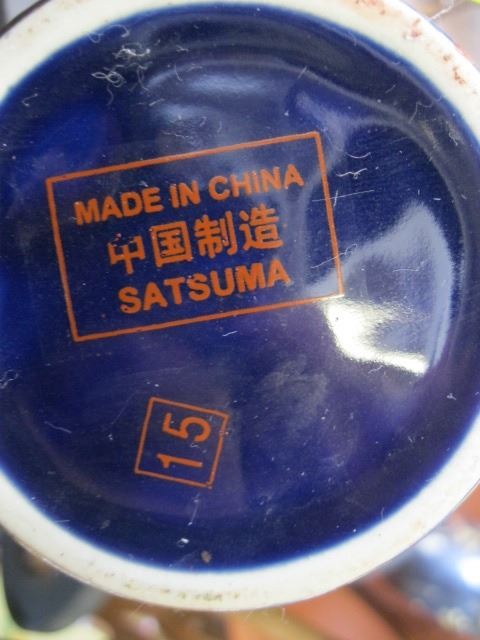 MADE IN CHINA
中国制造
SATSUMA
15